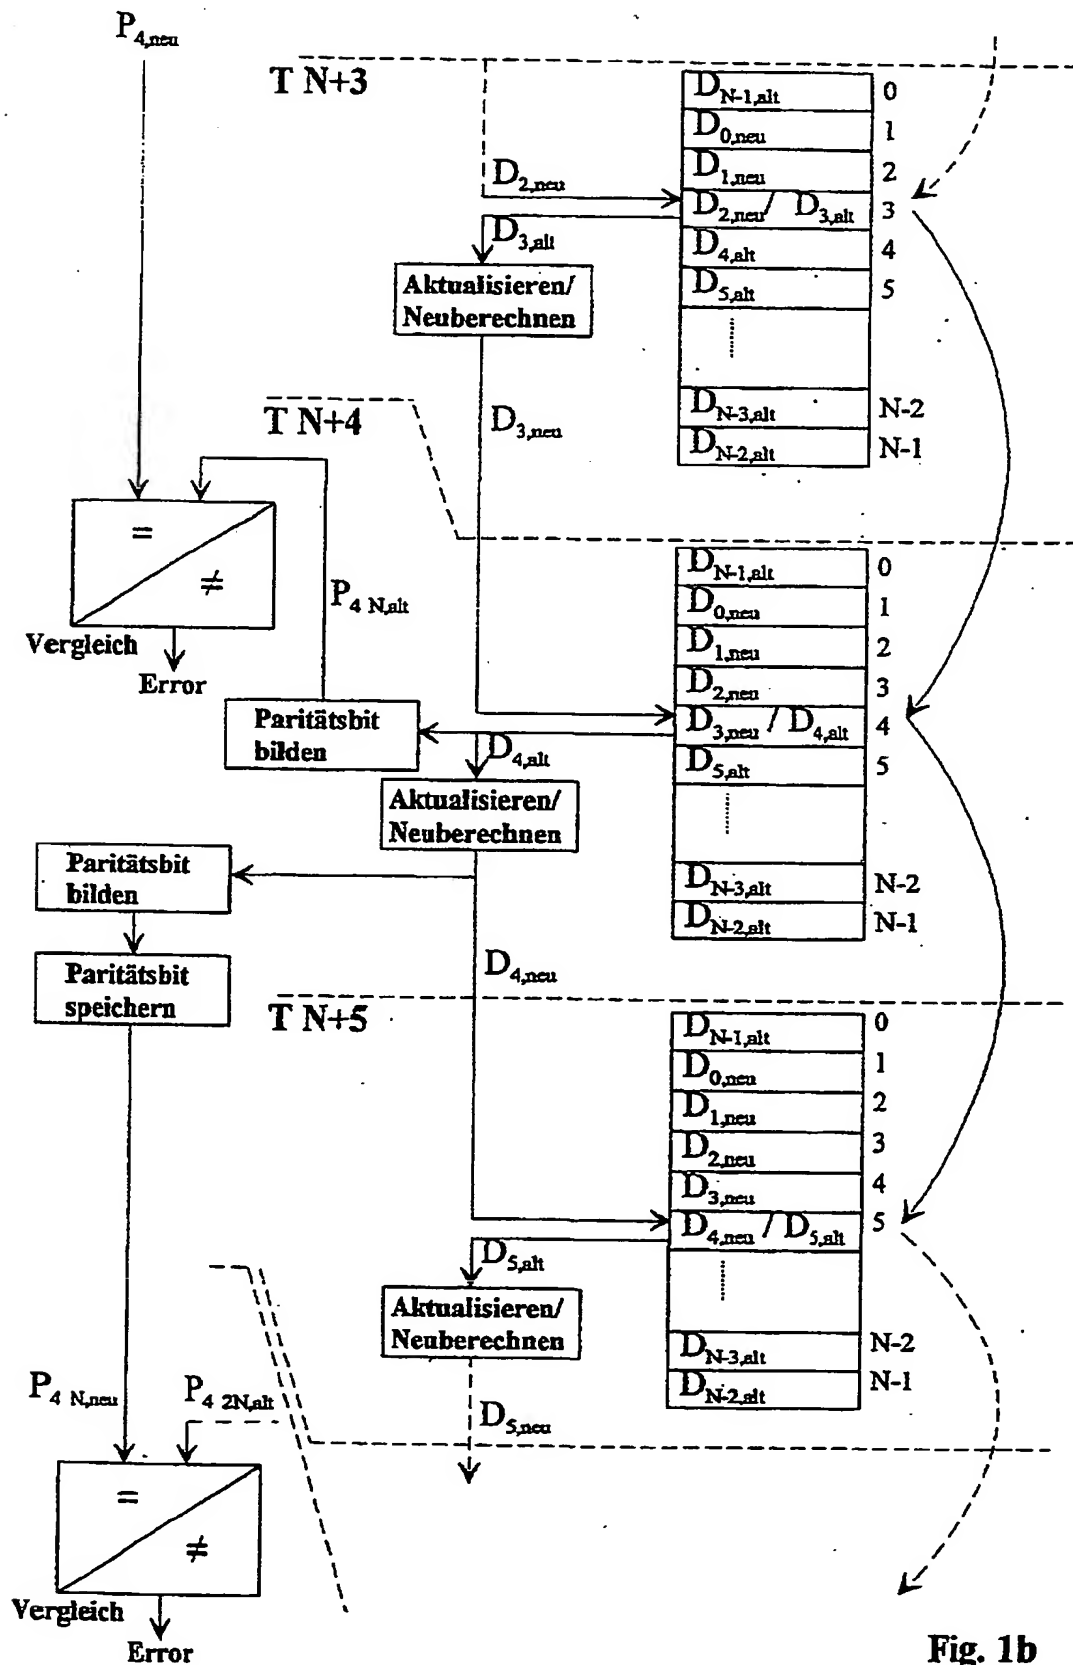 P4,neu
T N+3
DN-1,alt 0
D0,neu 1
D1,neu 2
D2,neu
D2,neu / D3,alt 3
D3,alt
D4,alt 4
Aktualisieren/
Neuberechnen
D5,alt 5
DN-3,alt N-2
DN-2,alt N-1
D3,neu
T N+4
=
≠
Vergleich
Error
P4 N,alt
DN-1,alt 0
D0,neu 1
D1,neu 2
D2,neu 3
D3,neu / D4,alt 4
Paritätsbit
bilden
D4,alt
D5,alt 5
Aktualisieren/
Neuberechnen
Paritätsbit
bilden
DN-3,alt N-2
DN-2,alt N-1
Paritätsbit
speichern
D4,neu
T N+5
DN-1,alt 0
D0,neu 1
D1,neu 2
D2,neu 3
D3,neu 4
D4,neu / D5,alt 5
D5,alt
Aktualisieren/
Neuberechnen
DN-3,alt N-2
DN-2,alt N-1
P4 N,neu
P4 2N,alt
D5,neu
=
≠
Vergleich
Error
Fig. 1b